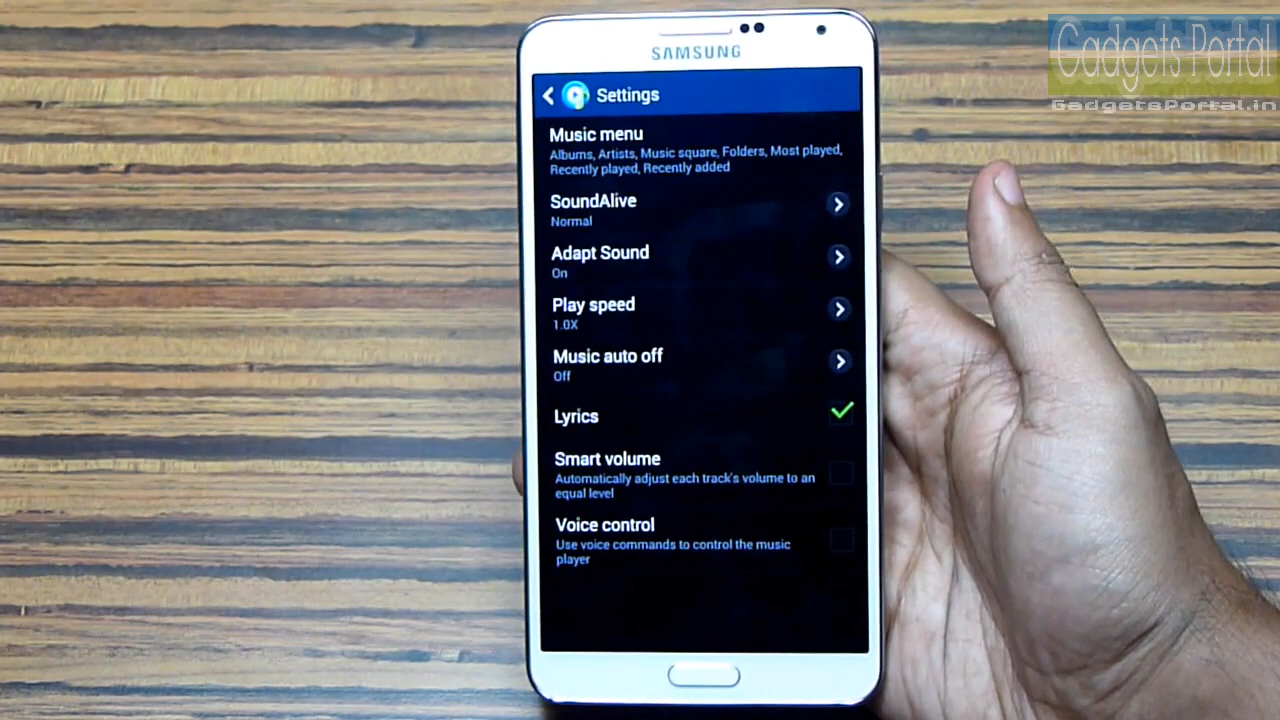 Gadgets Portal
GadgetsPortal.in
SAMSUNG
Settings
Music menu
Albums, Artists, Music square, Folders, Most played,
Recently played, Recently added
SoundAlive
Normal
Adapt Sound
On
Play speed
1.0X
Music auto off
Off
Lyrics
Smart volume
Automatically adjust each track's volume to an
equal level
Voice control
Use voice commands to control the music
player